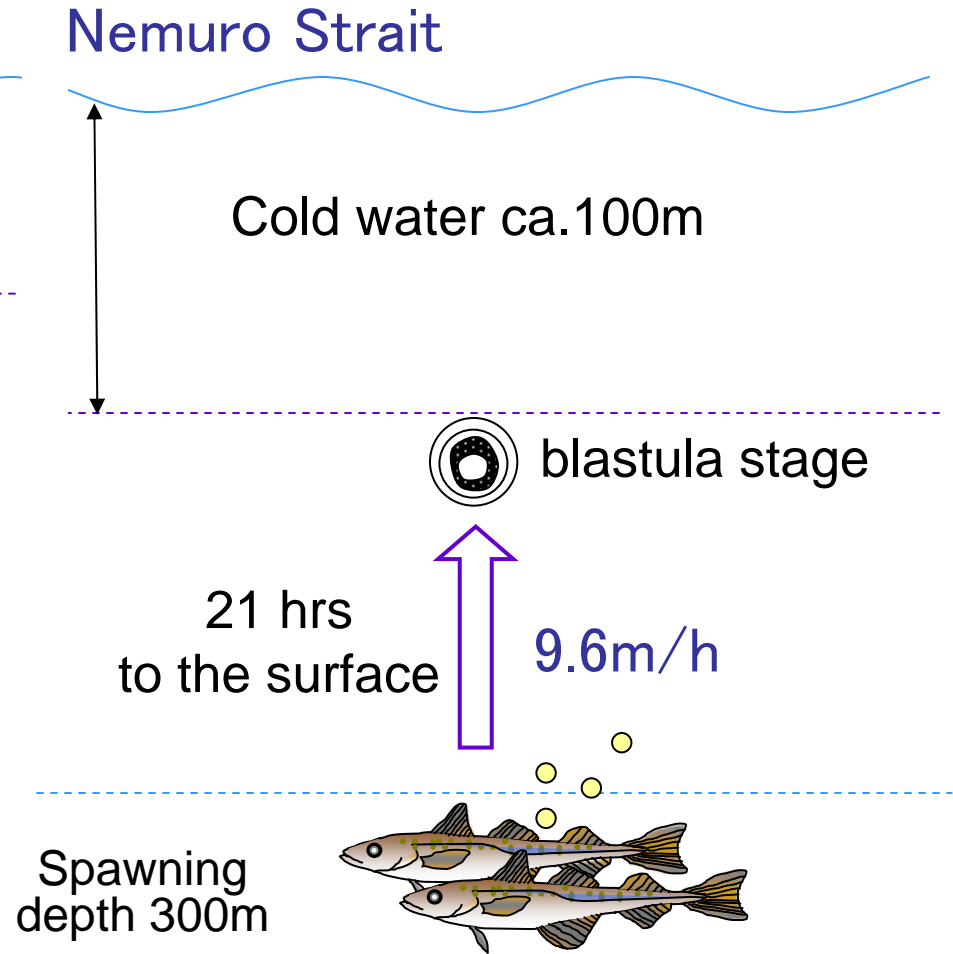 Nemuro Strait
Cold water ca.100m
blastula stage
21 hrs
to the surface
9.6m/h
Spawning
depth 300m